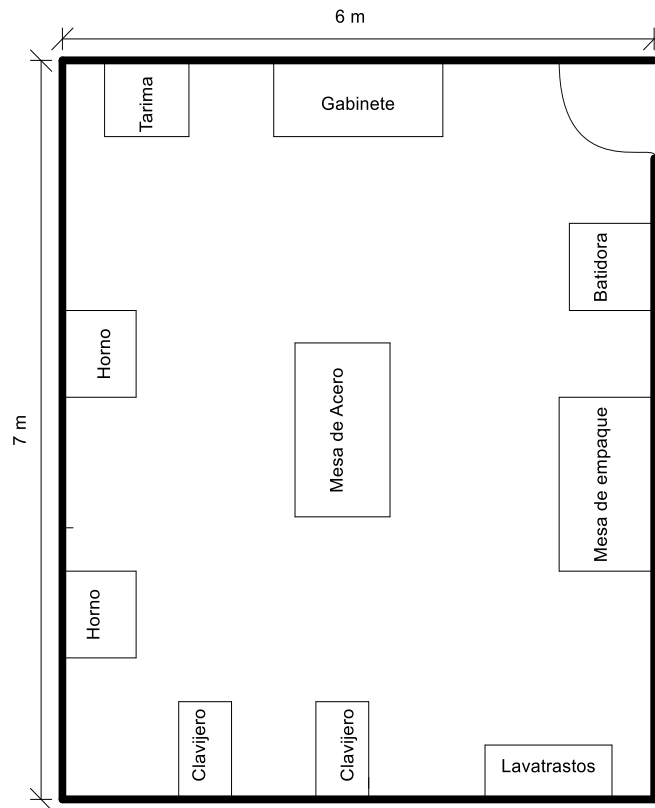 6 m
Tarima
Gabinete
Batidora
Horno
Mesa de Acero
7 m
Mesa de empaque
Horno
Clavijero
Clavijero
Lavatrastos